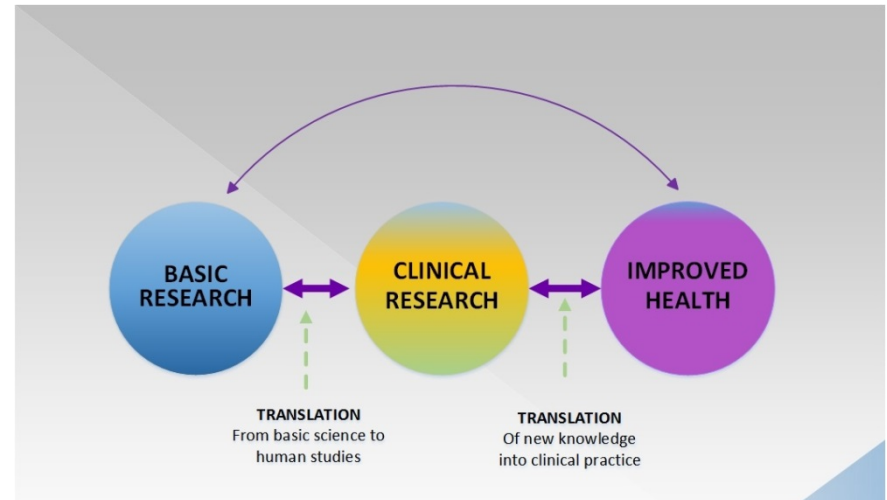 BASIC
RESEARCH
CLINICAL
RESEARCH
IMPROVED
HEALTH
TRANSLATION
From basic science to
human studies
TRANSLATION
Of new knowledge
into clinical practice